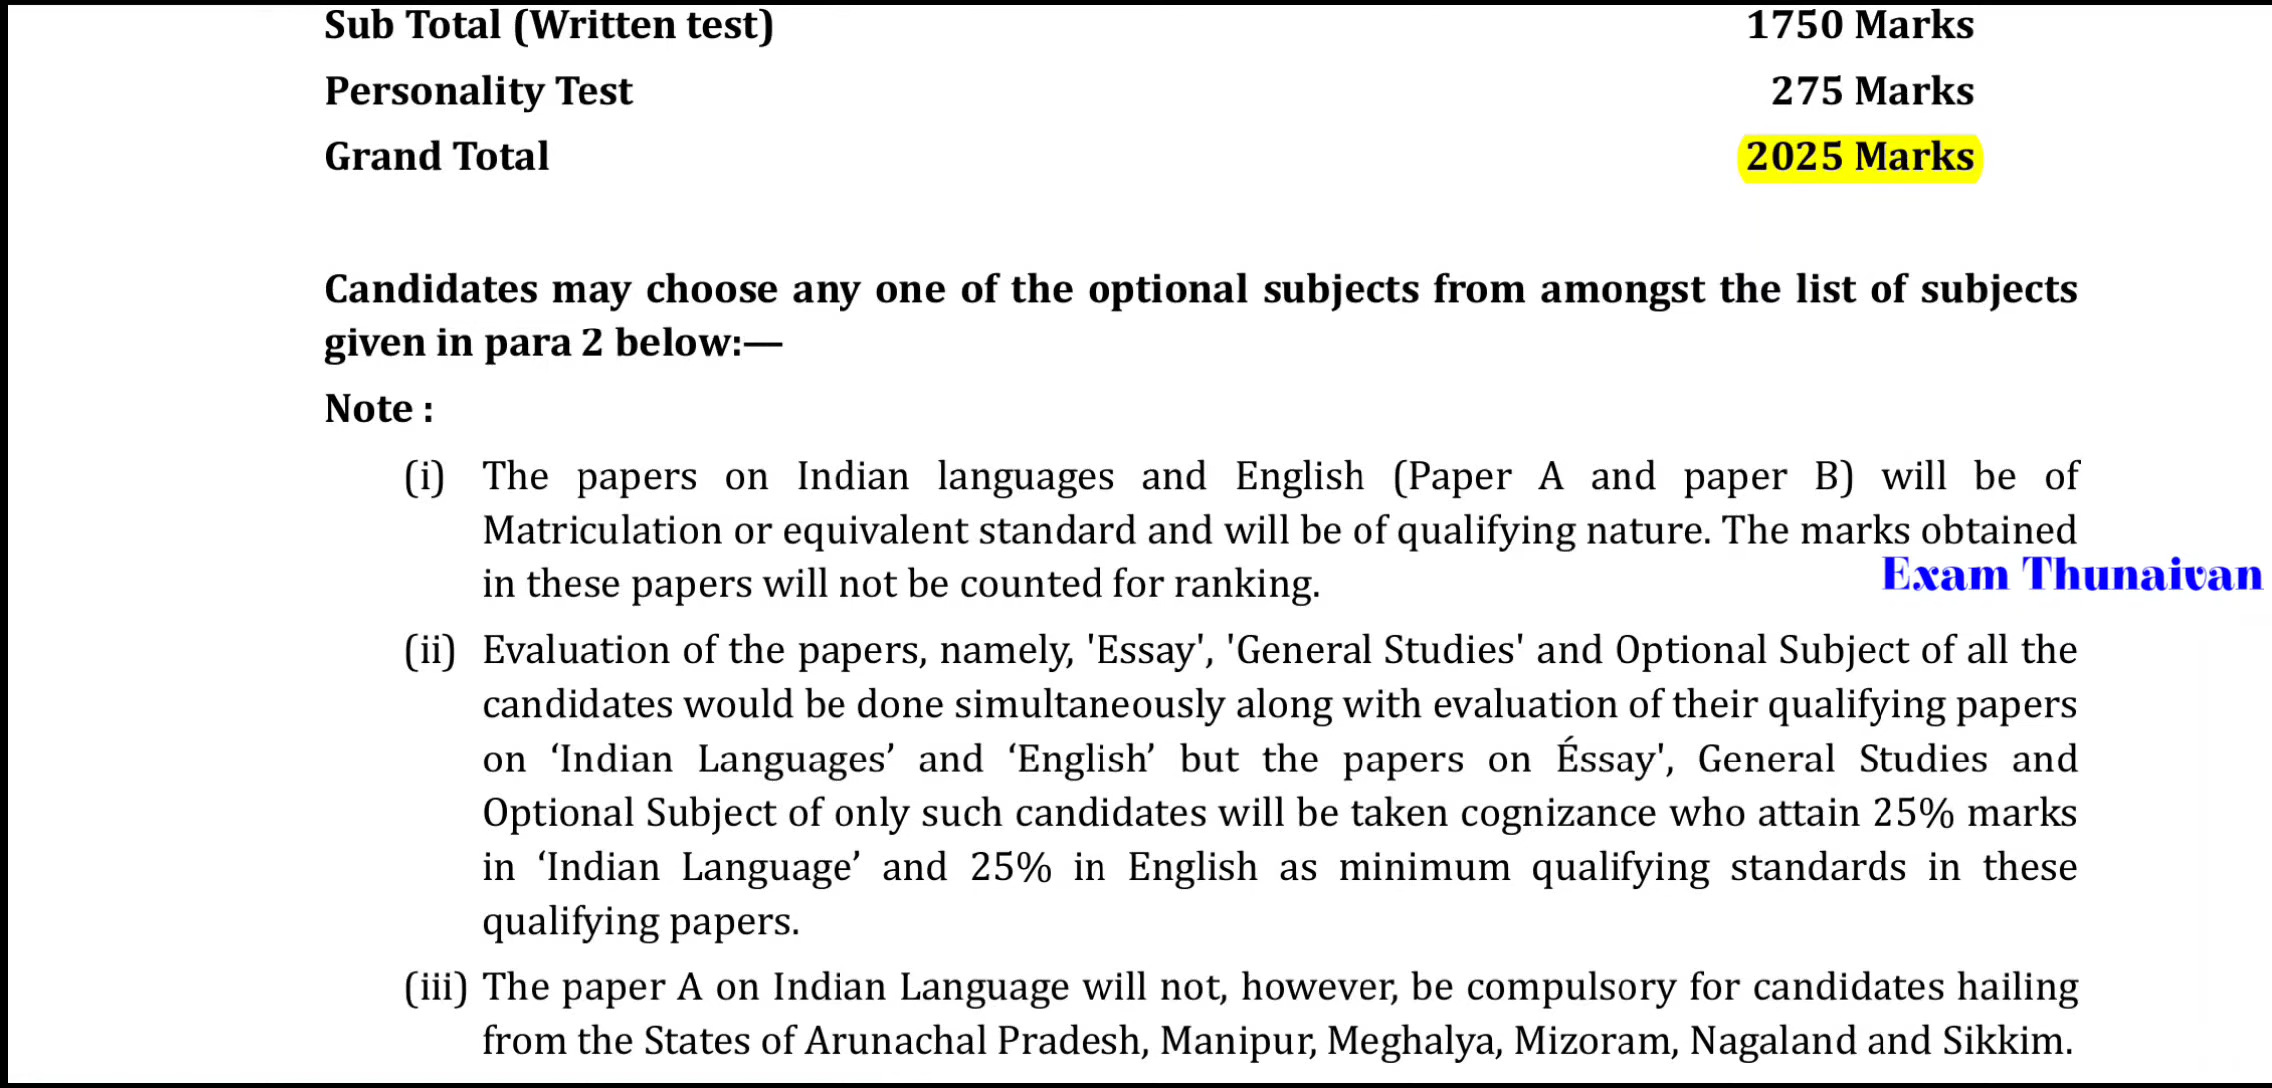 Sub Total (Written test) 1750 Marks
Personality Test 275 Marks
Grand Total 2025 Marks
Candidates may choose any one of the optional subjects from amongst the list of subjects
given in para 2 below:—
Note :
(i) The papers on Indian languages and English (Paper A and paper B) will be of
Matriculation or equivalent standard and will be of qualifying nature. The marks obtained
in these papers will not be counted for ranking.
Exam Thunaivan
(ii) Evaluation of the papers, namely, 'Essay', 'General Studies' and Optional Subject of all the
candidates would be done simultaneously along with evaluation of their qualifying papers
on ‘Indian Languages’ and ‘English’ but the papers on Éssay', General Studies and
Optional Subject of only such candidates will be taken cognizance who attain 25% marks
in ‘Indian Language’ and 25% in English as minimum qualifying standards in these
qualifying papers.
(iii) The paper A on Indian Language will not, however, be compulsory for candidates hailing
from the States of Arunachal Pradesh, Manipur, Meghalya, Mizoram, Nagaland and Sikkim.